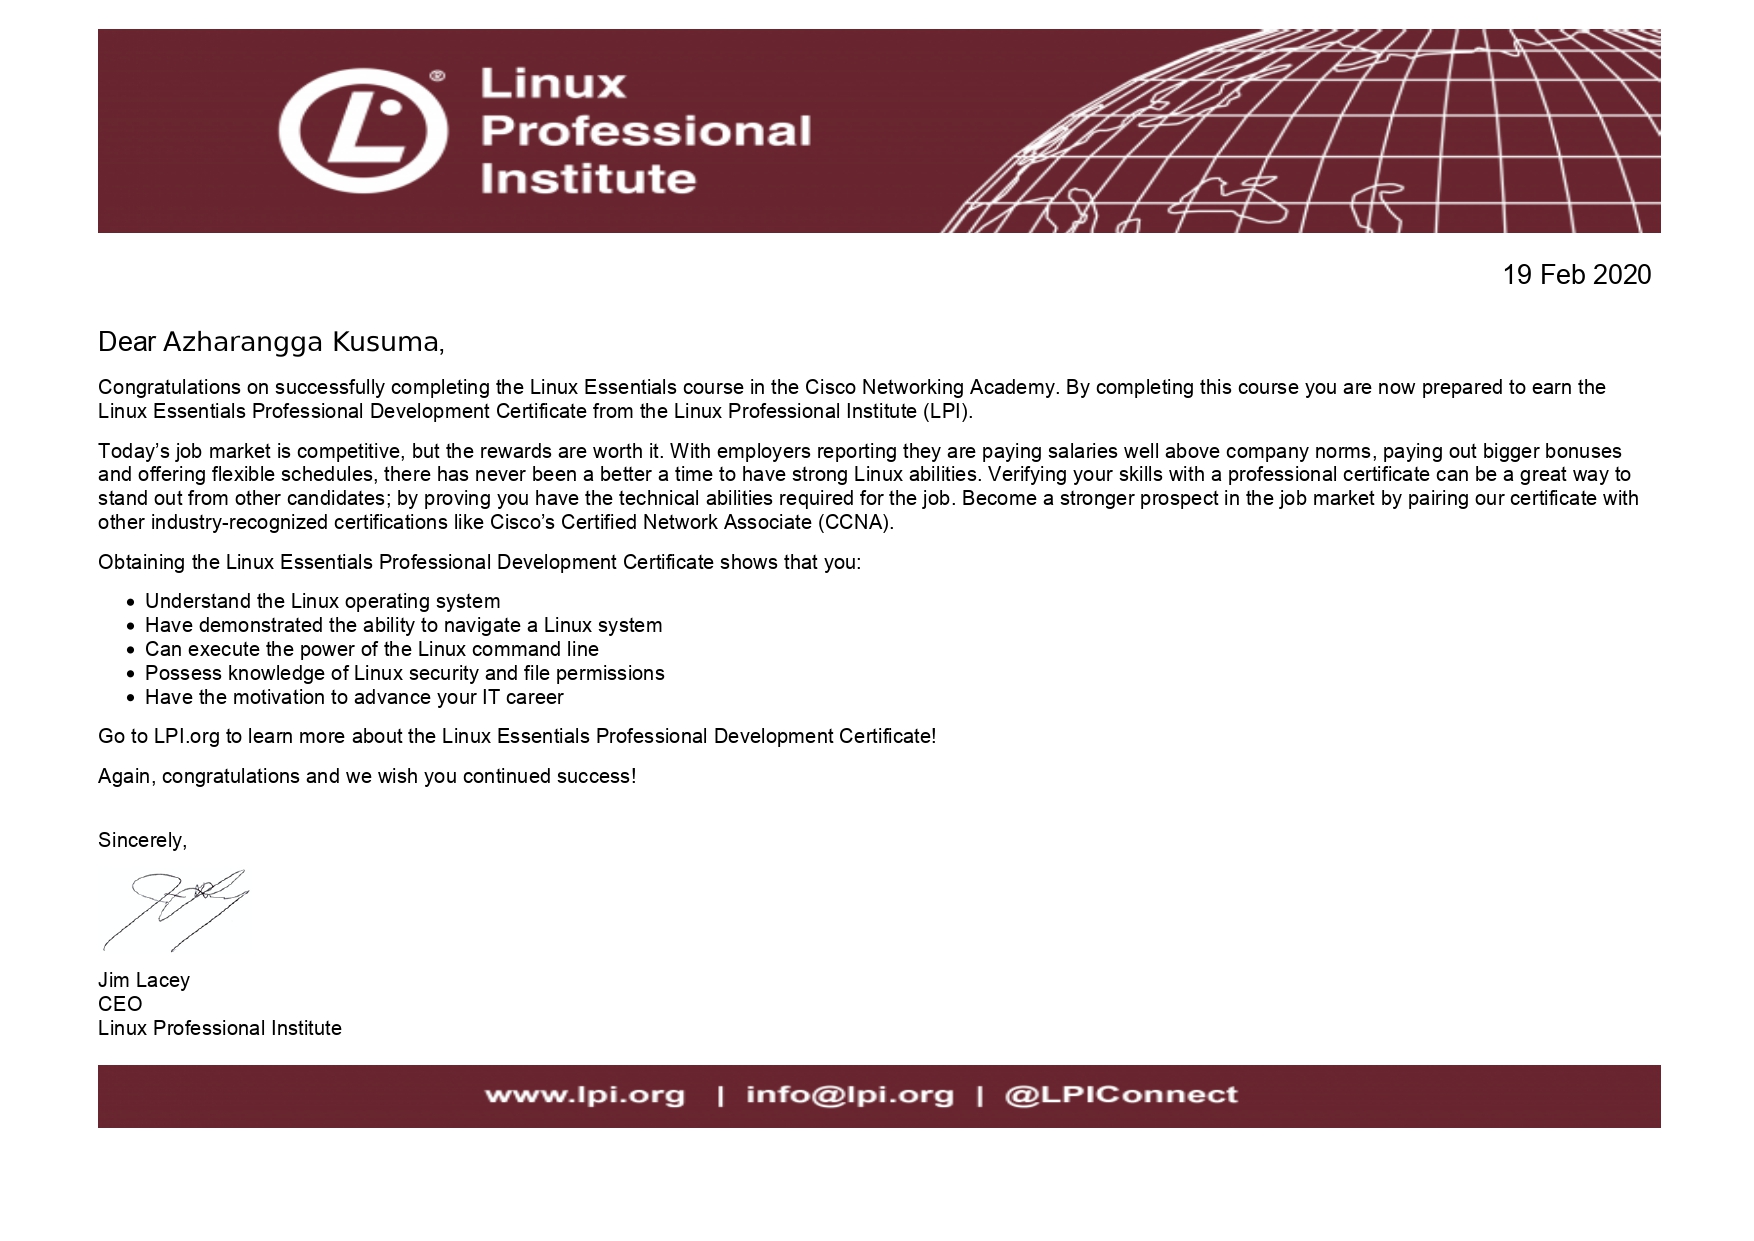 Linux
Professional
Institute
®
19 Feb 2020
Dear Azharangga Kusuma,
Congratulations on successfully completing the Linux Essentials course in the Cisco Networking Academy. By completing this course you are now prepared to earn the
Linux Essentials Professional Development Certificate from the Linux Professional Institute (LPI).
Today’s job market is competitive, but the rewards are worth it. With employers reporting they are paying salaries well above company norms, paying out bigger bonuses
and offering flexible schedules, there has never been a better a time to have strong Linux abilities. Verifying your skills with a professional certificate can be a great way to
stand out from other candidates; by proving you have the technical abilities required for the job. Become a stronger prospect in the job market by pairing our certificate with
other industry-recognized certifications like Cisco’s Certified Network Associate (CCNA).
Obtaining the Linux Essentials Professional Development Certificate shows that you:
• Understand the Linux operating system
• Have demonstrated the ability to navigate a Linux system
• Can execute the power of the Linux command line
• Possess knowledge of Linux security and file permissions
• Have the motivation to advance your IT career
Go to LPI.org to learn more about the Linux Essentials Professional Development Certificate!
Again, congratulations and we wish you continued success!
Sincerely,
Jim Lacey
CEO
Linux Professional Institute
www.lpi.org | info@lpi.org | @LPIConnect